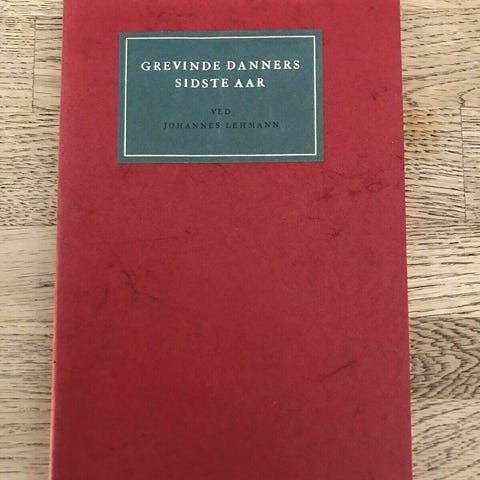 GREVINDE DANNERS
SIDSTE AAR
VED
JOHANNES LEHMANN